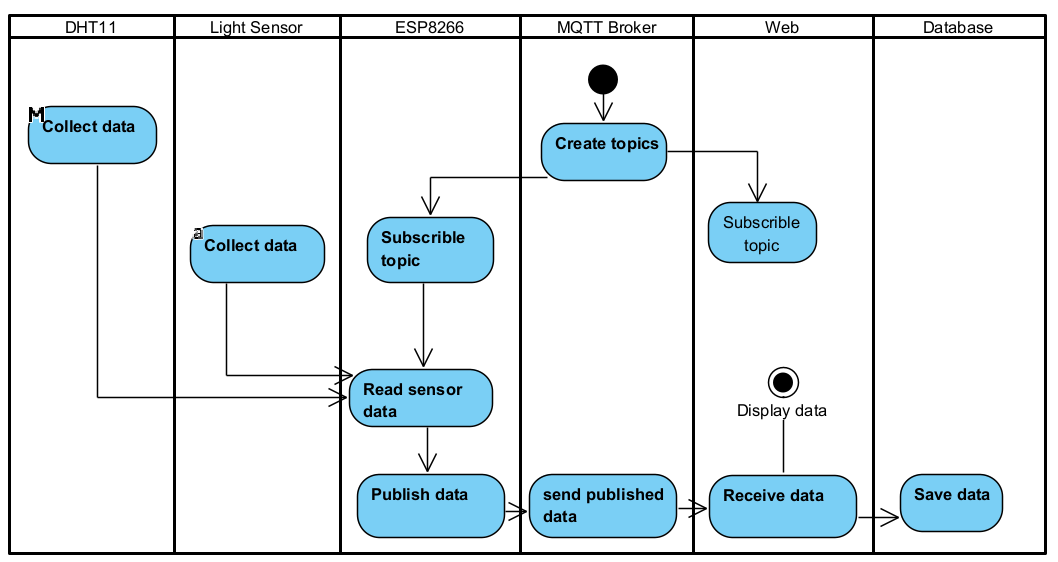 DHT11
Light Sensor
ESP8266
MQTT Broker
Web
Database
M
Collect data
Create topics
a
Collect data
Subscrible
topic
Subscrible
topic
Read sensor
data
Display data
Publish data
send published
data
Receive data
Save data